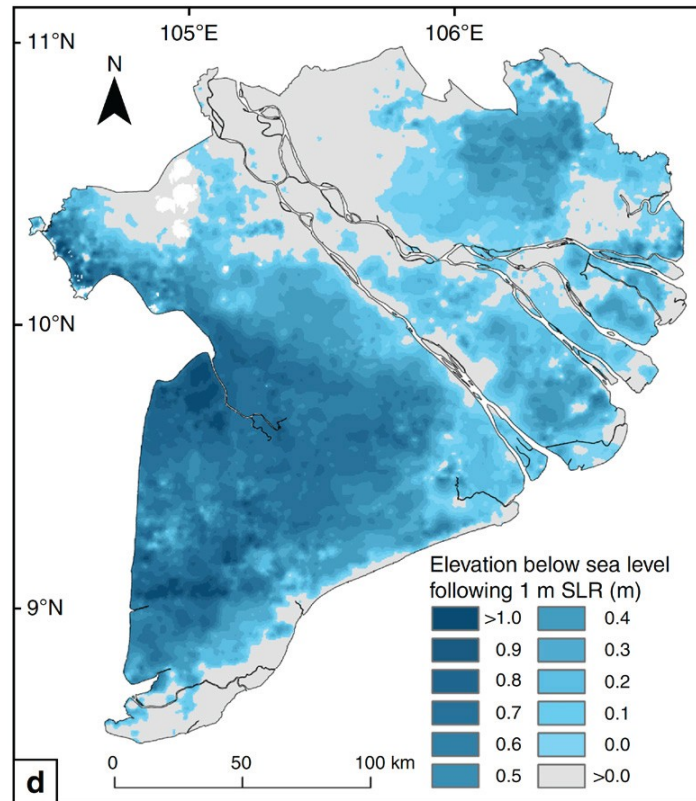 105°E 106°E
11°N
N
10°N
9°N
Elevation below sea level
following 1 m SLR (m)
>1.0 0.4
0.9 0.3
0.8 0.2
0.7 0.1
0.6 0.0
0.5 >0.0
0 50 100 km
d